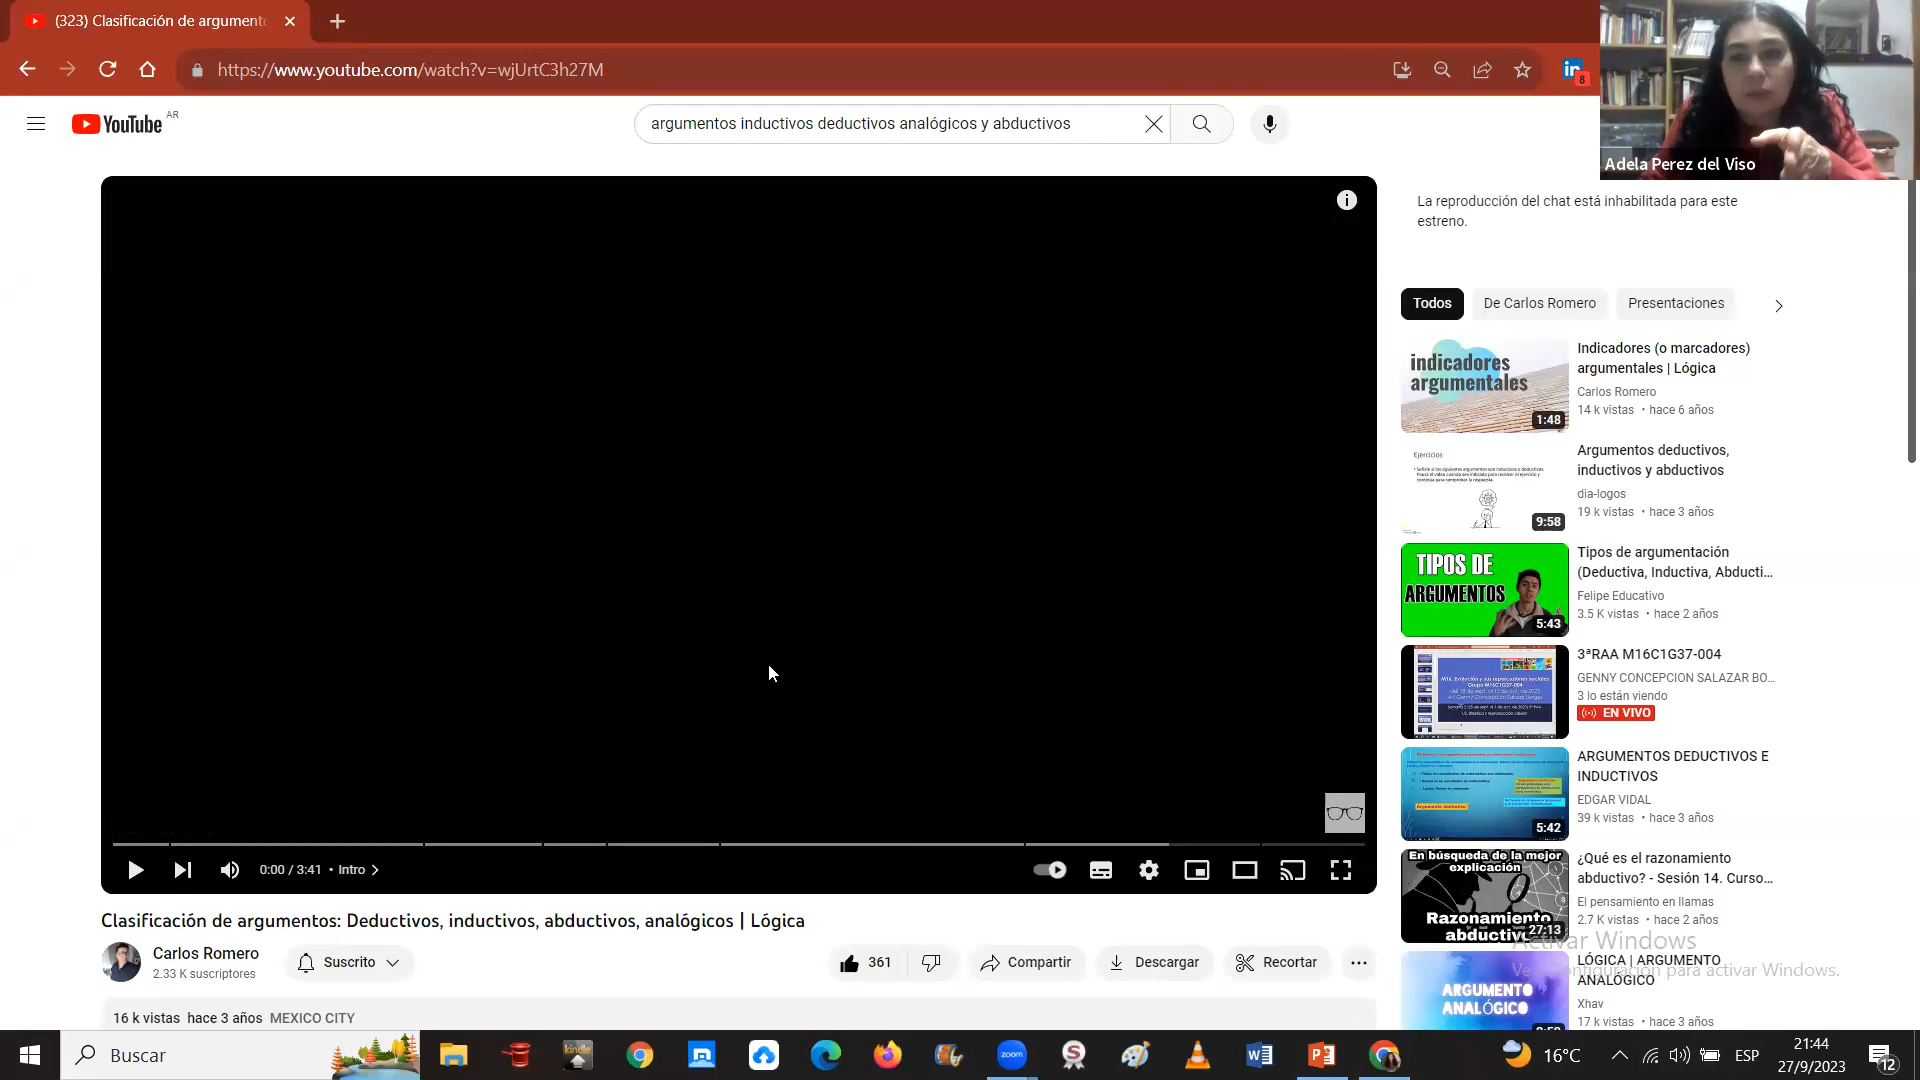 (323) Clasificación de argument
https://www.youtube.com/watch?v=wjUrtC3h27M
in
8
YouTube AR
argumentos inductivos deductivos analógicos y abductivos
Adela Perez del Viso
La reproducción del chat está inhabilitada para este
estreno.
Todos De Carlos Romero Presentaciones
indicadores
argumentales
1:48
Indicadores (o marcadores)
argumentales | Lógica
Carlos Romero
14 k vistas • hace 6 años
Ejercicios
9:58
Argumentos deductivos,
inductivos y abductivos
dia-logos
19 k vistas • hace 3 años
TIPOS DE
ARGUMENTOS
5:43
Tipos de argumentación
(Deductiva, Inductiva, Abducti...
Felipe Educativo
3.5 K vistas • hace 2 años
3ªRAA M16C1G37-004
GENNY CONCEPCION SALAZAR BO...
3 lo están viendo
EN VIVO
5:42
ARGUMENTOS DEDUCTIVOS E
INDUCTIVOS
EDGAR VIDAL
39 k vistas • hace 3 años
En búsqueda de la mejor
explicación
Razonamiento
abductivo
27:13
¿Qué es el razonamiento
abductivo? - Sesión 14. Curso...
El pensamiento en llamas
2.7 K vistas • hace 2 años
ARGUMENTO
ANALÓGICO
LÓGICA | ARGUMENTO
ANALÓGICO
Xhav
17 k vistas • hace 3 años
Activar Windows
Ve a Configuración para activar Windows.
0:00 / 3:41 • Intro
Clasificación de argumentos: Deductivos, inductivos, abductivos, analógicos | Lógica
Carlos Romero
2.33 K suscriptores
Suscrito
361
Compartir
Descargar
Recortar
16 k vistas hace 3 años MEXICO CITY
Buscar
kindle
zoom
16°C
ESP
21:44
27/9/2023
12